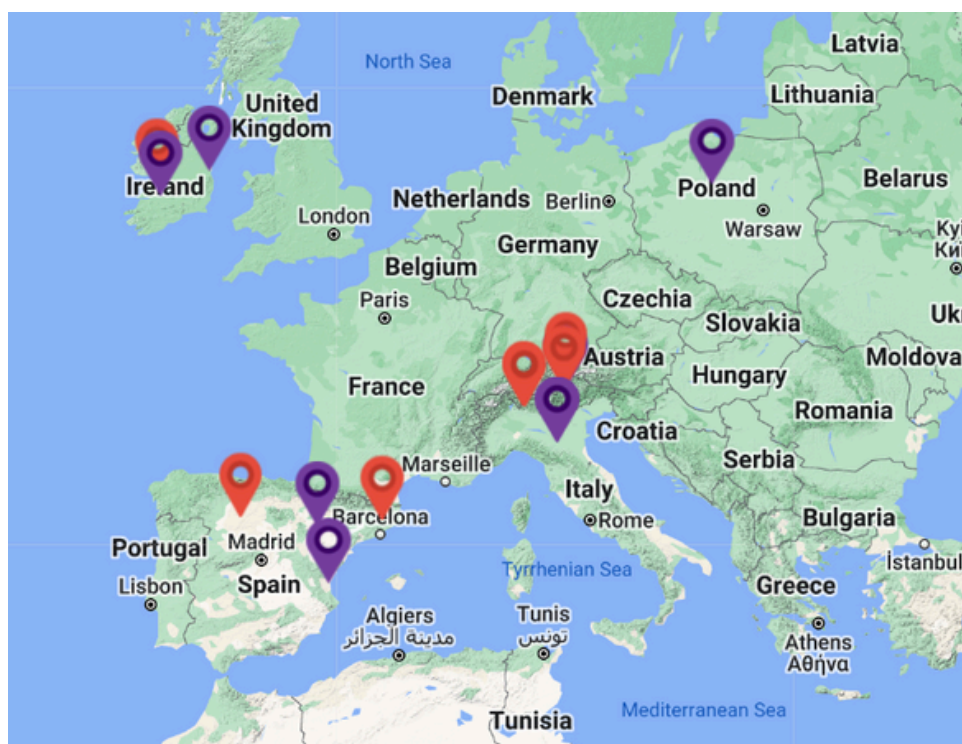 Latvia
North Sea
Denmark
Lithuania
United
Kingdom
Ireland
Poland
Belarus
Netherlands
Berlin
London
Warsaw
Germany
Belgium
Paris
Czechia
Slovakia
Austria
Moldova
France
Hungary
Romania
Croatia
Marseille
Serbia
Italy
Barcelona
Rome
Bulgaria
Portugal
Madrid
İstanbul
Tyrrhenian Sea
Spain
Lisbon
Greece
Algiers
مدينة الجزائر
Tunis
تونس
Athens
Αθήνα
Mediterranean Sea
Tunisia